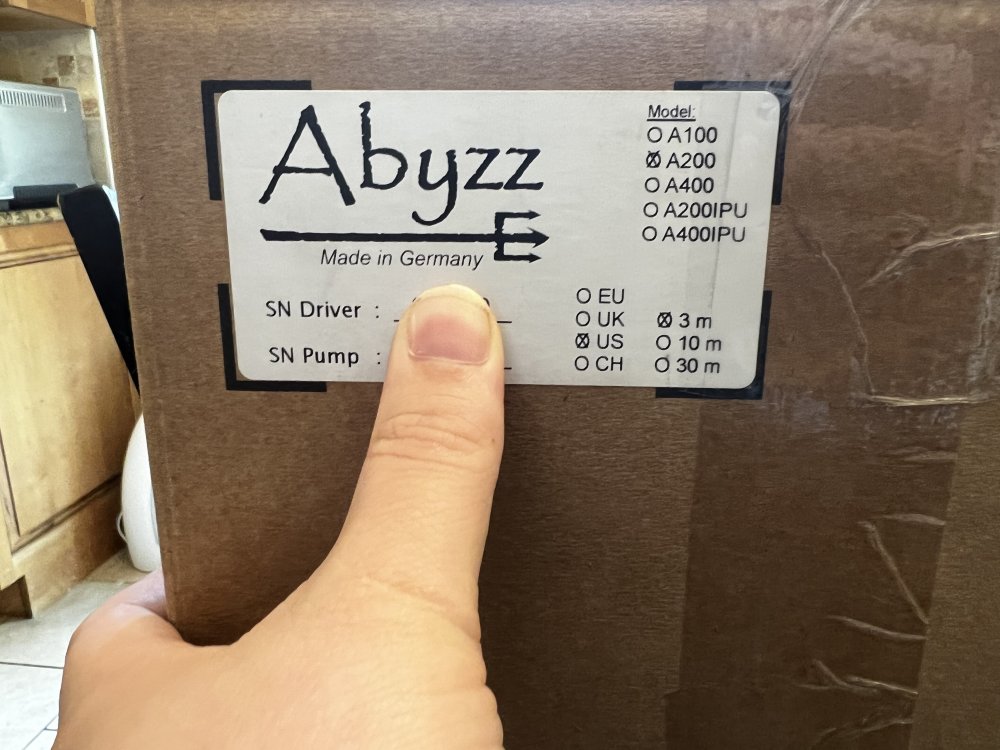 Abyzz
Made in Germany
Model:
O A100
⊗ A200
O A400
O A200IPU
O A400IPU
SN Driver :
SN Pump :
O EU
O UK
⊗ US
O CH
⊗ 3 m
O 10 m
O 30 m